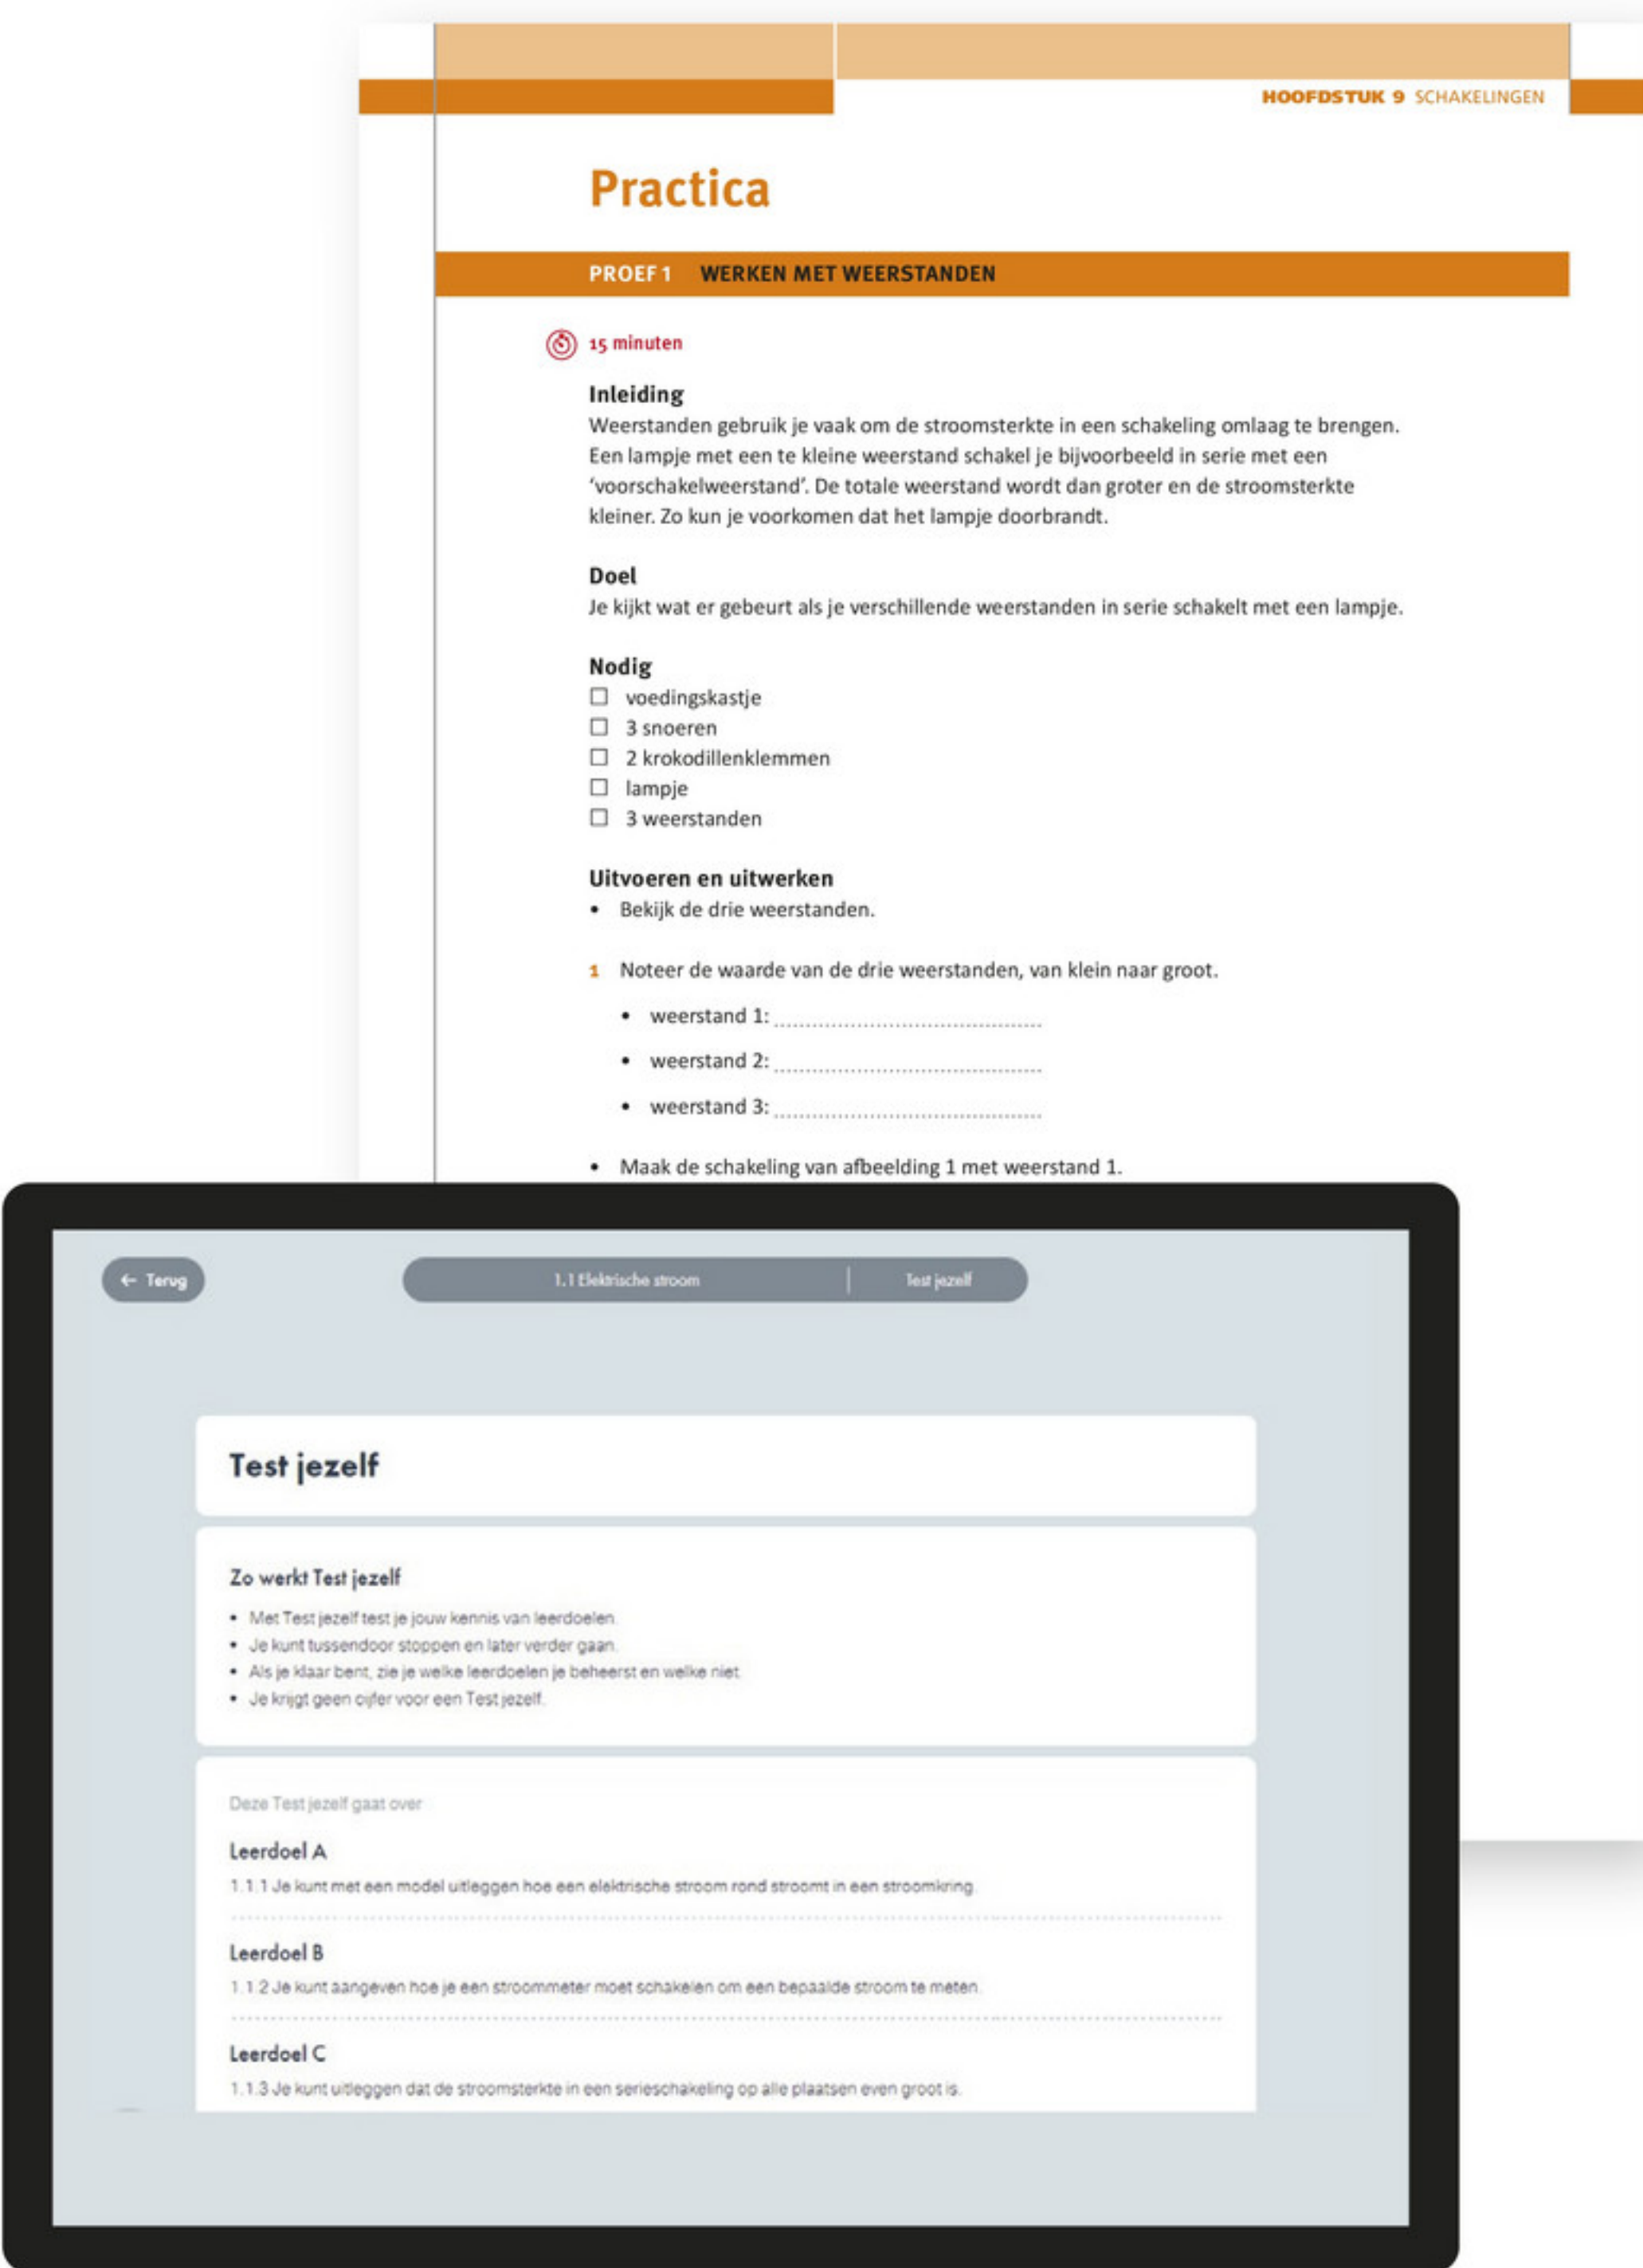 HOOFDSTUK 9 SCHAKELINGEN
Practica
PROEF 1 WERKEN MET WEERSTANDEN
15 minuten
Inleiding
Weerstanden gebruik je vaak om de stroomsterkte in een schakeling omlaag te brengen.
Een lampje met een te kleine weerstand schakel je bijvoorbeeld in serie met een
‘voorschakelweerstand’. De totale weerstand wordt dan groter en de stroomsterkte
kleiner. Zo kun je voorkomen dat het lampje doorbrandt.
Doel
Je kijkt wat er gebeurt als je verschillende weerstanden in serie schakelt met een lampje.
Nodig
☐ voedingskastje
☐ 3 snoeren
☐ 2 krokodillenklemmen
☐ lampje
☐ 3 weerstanden
Uitvoeren en uitwerken
• Bekijk de drie weerstanden.
1 Noteer de waarde van de drie weerstanden, van klein naar groot.
• weerstand 1:
• weerstand 2:
• weerstand 3:
• Maak de schakeling van afbeelding 1 met weerstand 1.
← Terug
1.1 Elektrische stroom | Test jezelf
Test jezelf
Zo werkt Test jezelf
• Met Test jezelf test je jouw kennis van leerdoelen.
• Je kunt tussendoor stoppen en later verder gaan.
• Als je klaar bent, zie je welke leerdoelen je beheerst en welke niet.
• Je krijgt geen cijfer voor een Test jezelf.
Deze Test jezelf gaat over
Leerdoel A
1.1.1 Je kunt met een model uitleggen hoe een elektrische stroom rond stroomt in een stroomkring.
Leerdoel B
1.1.2 Je kunt aangeven hoe je een stroommeter moet schakelen om een bepaalde stroom te meten.
Leerdoel C
1.1.3 Je kunt uitleggen dat de stroomsterkte in een serieschakeling op alle plaatsen even groot is.